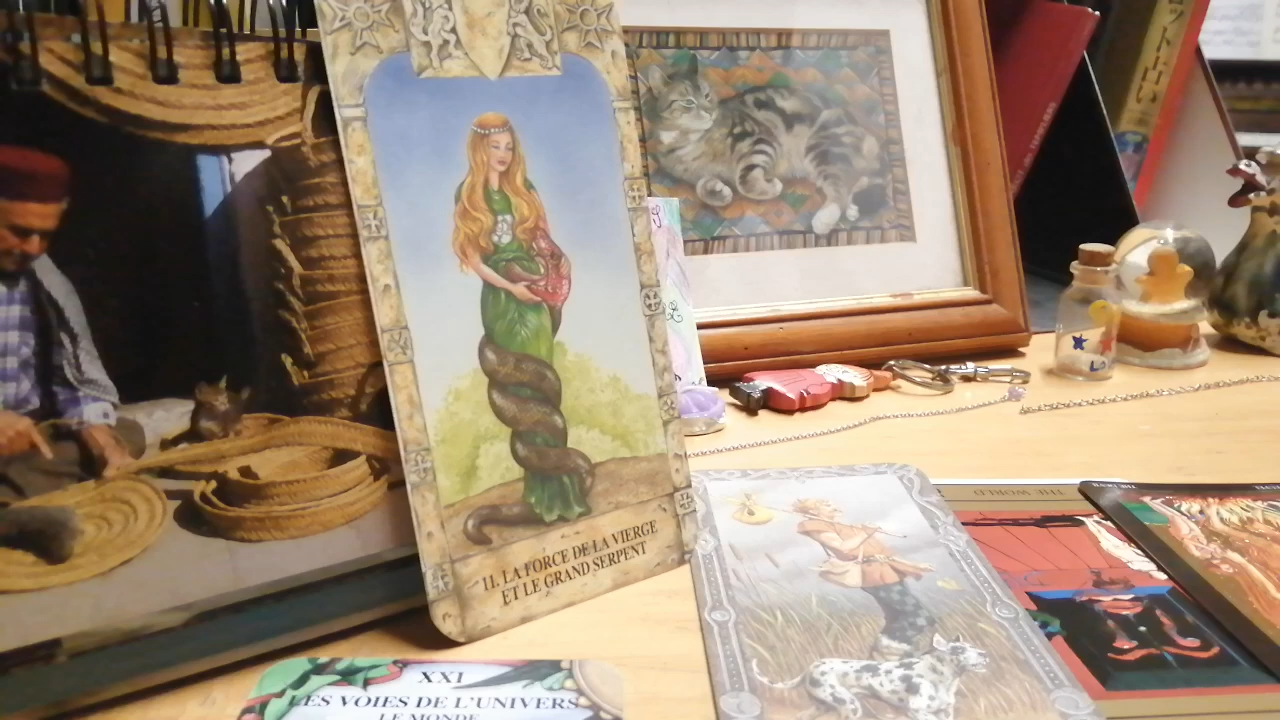 11. LA FORCE DE LA VIERGE
ET LE GRAND SERPENT
XXI
LES VOIES DE L'UNIVERS
LE MONDE
THE WORLD